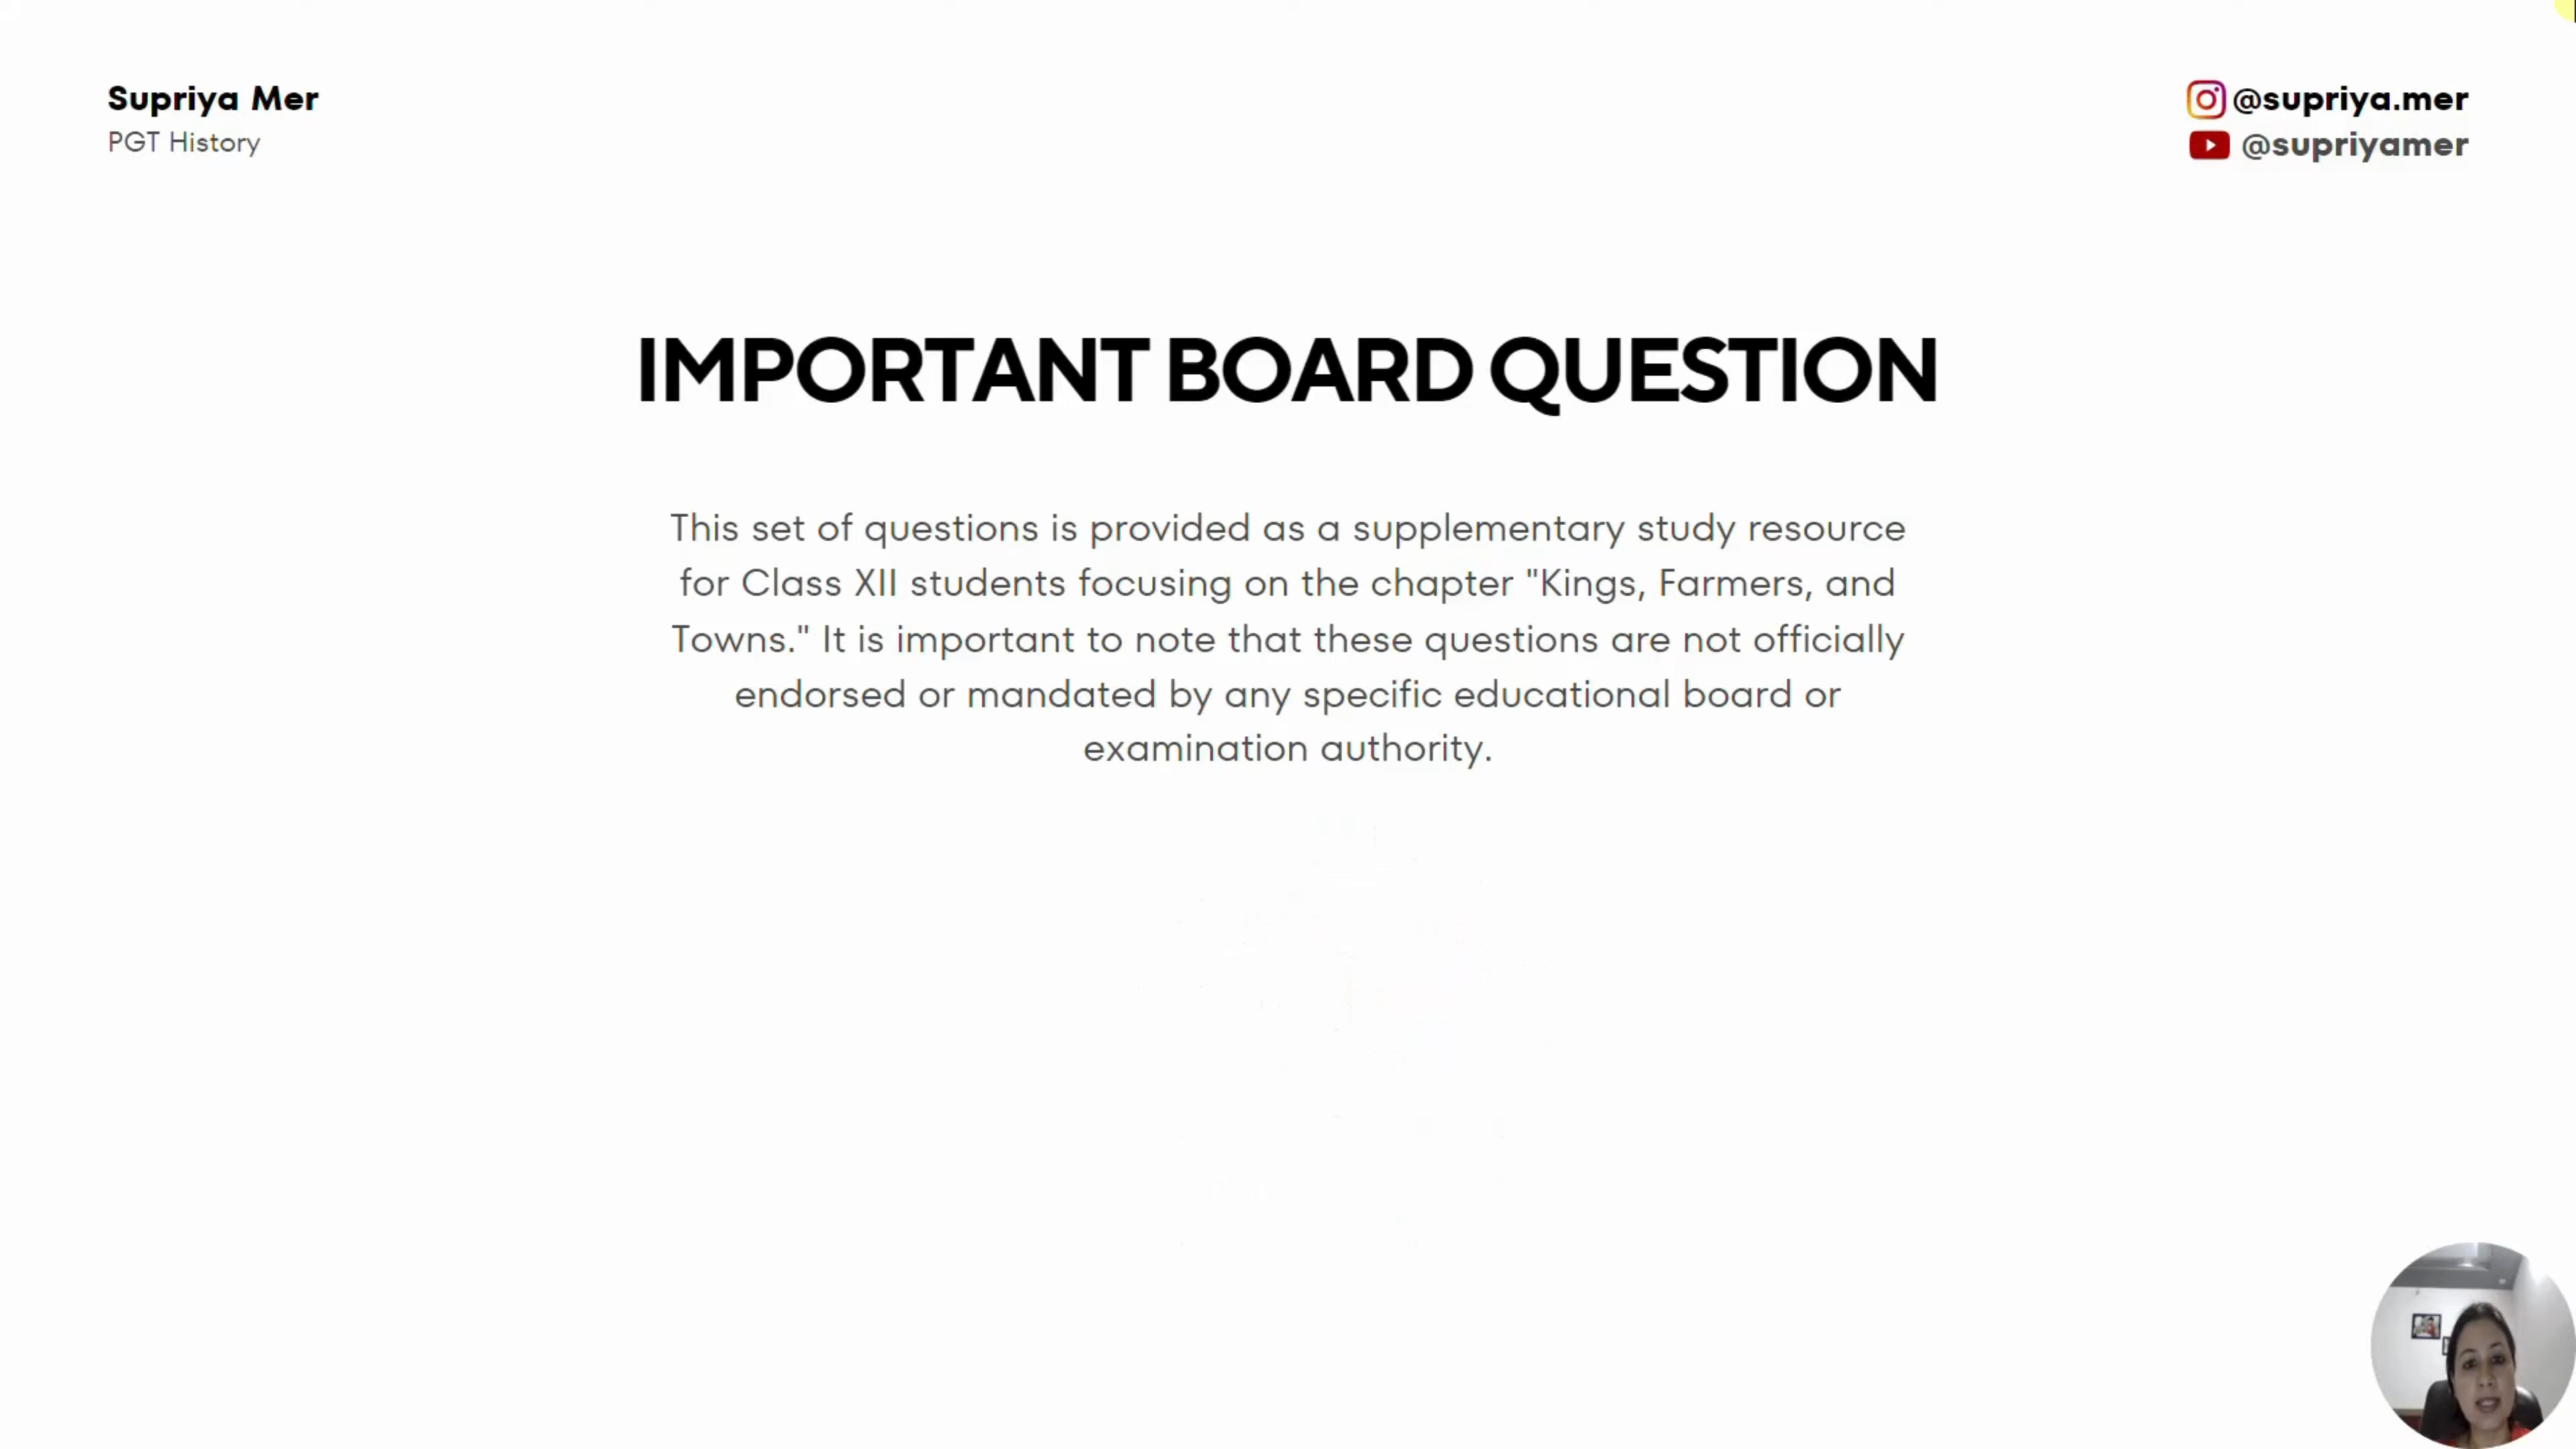 Supriya Mer
PGT History
@supriya.mer
@supriyamer
IMPORTANT BOARD QUESTION
This set of questions is provided as a supplementary study resource
for Class XII students focusing on the chapter "Kings, Farmers, and
Towns." It is important to note that these questions are not officially
endorsed or mandated by any specific educational board or
examination authority.